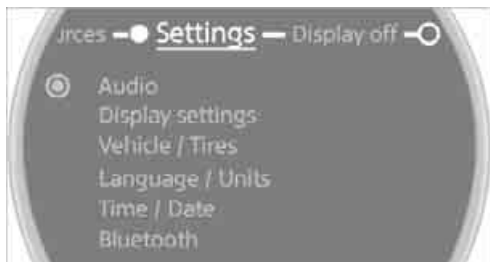 urces Settings Display off
Audio
Display settings
Vehicle / Tires
Language / Units
Time / Date
Bluetooth